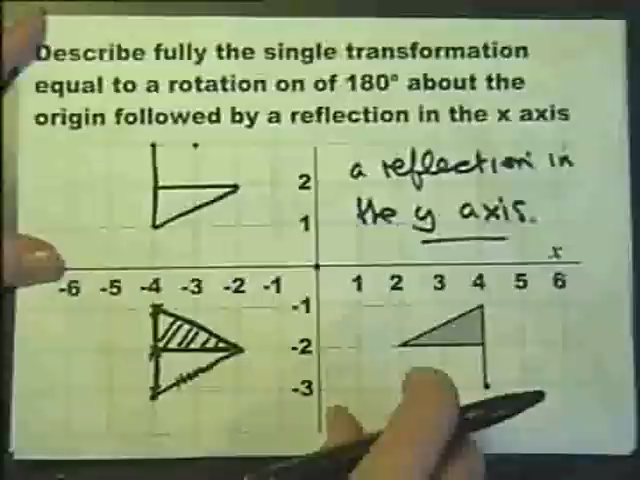 Describe fully the single transformation
equal to a rotation on of 180° about the
origin followed by a reflection in the x axis
a reflection in
2
the y axis.
1
x
-6 -5 -4 -3 -2 -1 1 2 3 4 5 6
-1
-2
-3